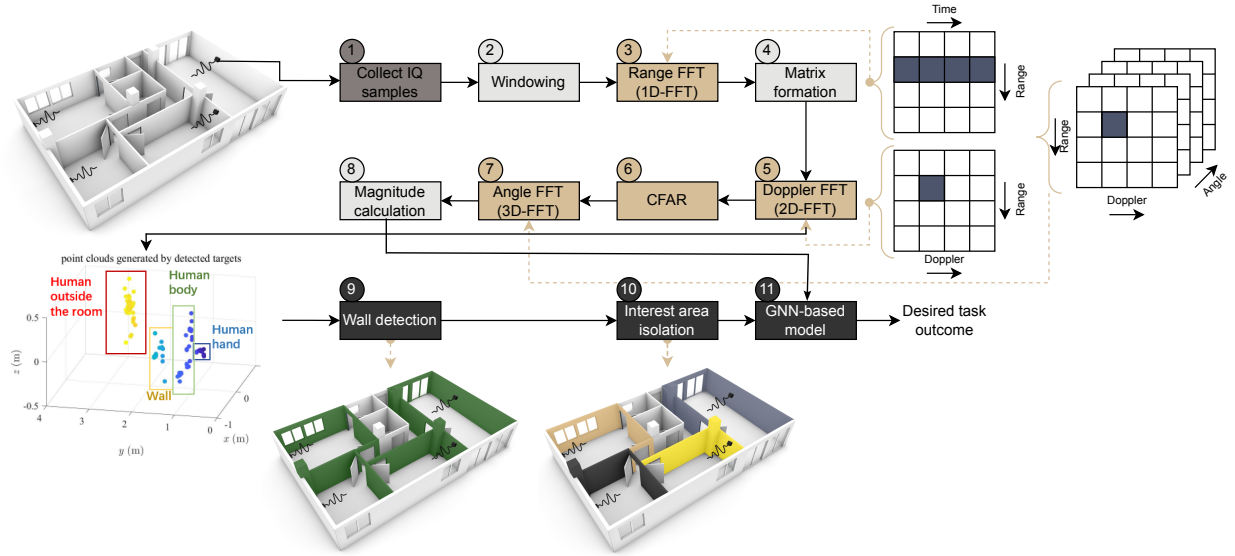 1
Collect IQ
samples
2
Windowing
3
Range FFT
(1D-FFT)
4
Matrix
formation
Time
Range
8
Magnitude
calculation
7
Angle FFT
(3D-FFT)
6
CFAR
5
Doppler FFT
(2D-FFT)
Range
Doppler
Range
Doppler
Angle
point clouds generated by detected targets
Human
outside
the room
Human
body
Human
hand
Wall
0.5
0
-0.5
z (m)
4
3
2
1
0
y (m)
-1
0
x (m)
9
Wall detection
10
Interest area
isolation
11
GNN-based
model
Desired task
outcome